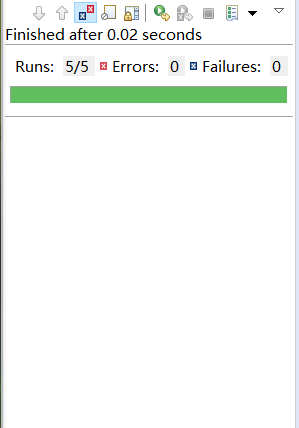 Finished after 0.02 seconds
Runs: 5/5 Errors: 0 Failures: 0